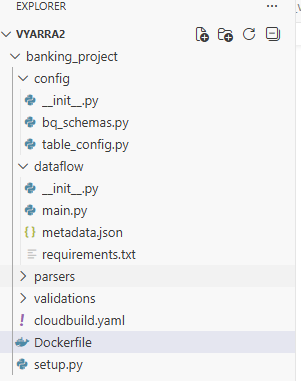 EXPLORER
VYARRA2
banking_project
config
__init__.py
bq_schemas.py
table_config.py
dataflow
__init__.py
main.py
metadata.json
requirements.txt
parsers
validations
cloudbuild.yaml
Dockerfile
setup.py